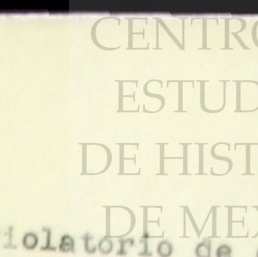 CENTRO
ESTUD
DE HIST
DE MEX
iolatorio de